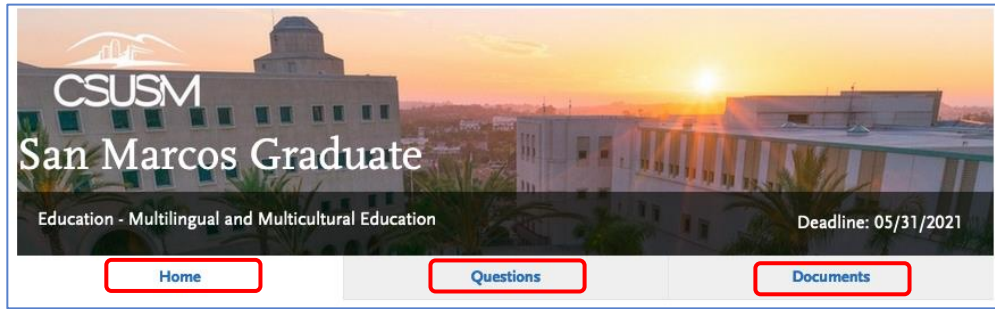 CSUSM
San Marcos Graduate
Education - Multilingual and Multicultural Education
Deadline: 05/31/2021
Home
Questions
Documents